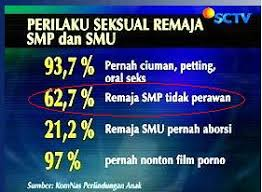 SCTV
PERILAKU SEKSUAL REMAJA
SMP dan SMU
93,7 % Pernah ciuman, petting,
oral seks
62,7 % Remaja SMP tidak perawan
21,2 % Remaja SMU pernah aborsi
97 % pernah nonton film porno
Sumber: KomNas Perlindungan Anak